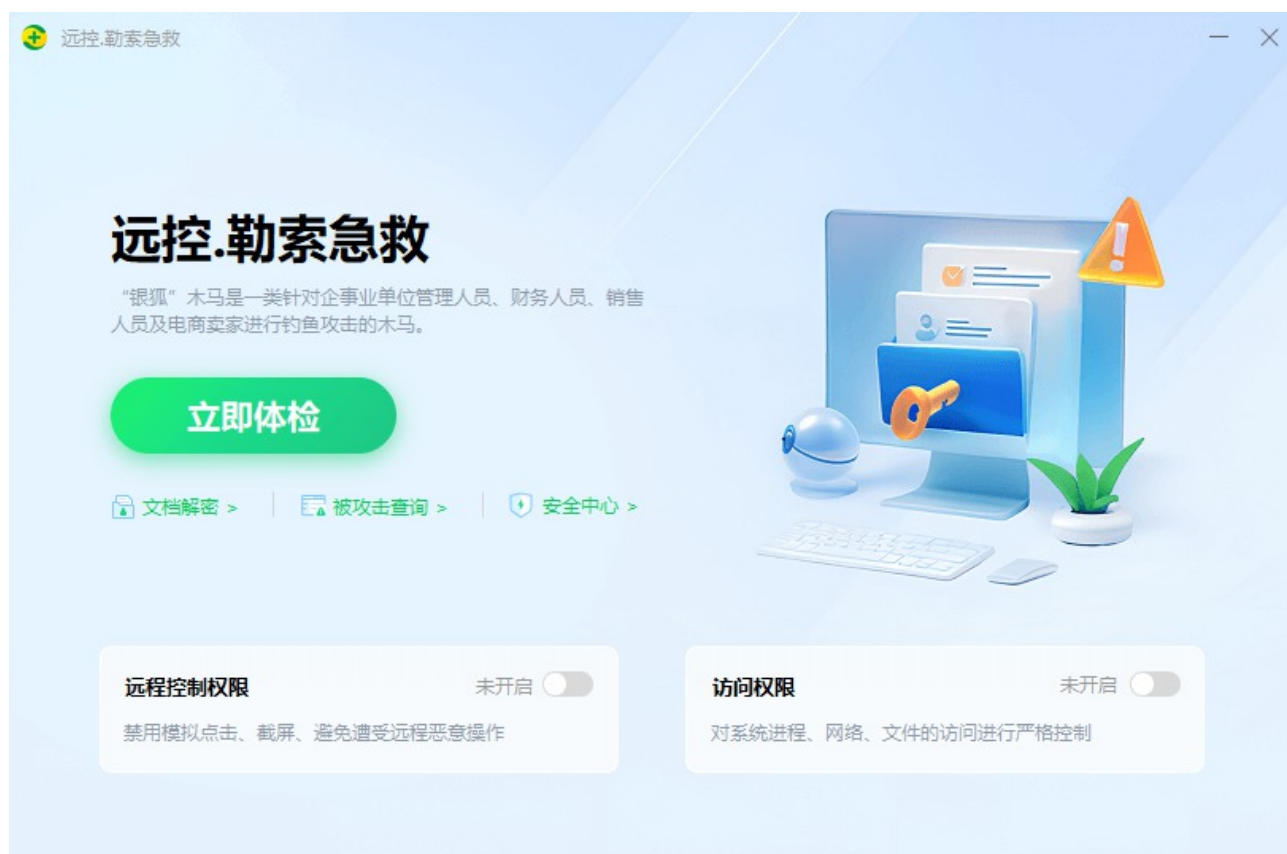 远控.勒索急救
远控.勒索急救
“银狐”木马是一类针对企事业单位管理人员、财务人员、销售
人员及电商卖家进行钓鱼攻击的木马。
立即体检
文档解密 >
被攻击查询 >
安全中心 >
远程控制权限
未开启
禁用模拟点击、截屏、避免遭受远程恶意操作
访问权限
未开启
对系统进程、网络、文件的访问进行严格控制